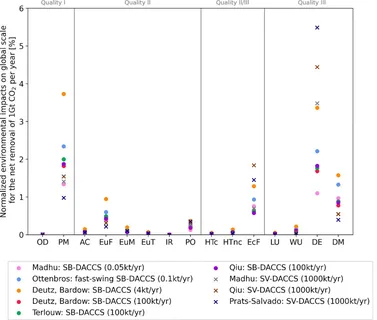 Quality I
Quality II
Quality II/III
Quality III
Normalized environmental impacts on global scale
for the net removal of 1Gt CO₂ per year [%]
6
5
4
3
2
1
0
OD PM AC EuF EuM EuT IR PO HTc HTnc EcF LU WU DE DM
Madhu: SB-DACCS (0.05kt/yr)
Ottenbros: fast-swing SB-DACCS (0.1kt/yr)
Deutz, Bardow: SB-DACCS (4kt/yr)
Deutz, Bardow: SB-DACCS (100kt/yr)
Terlouw: SB-DACCS (100kt/yr)
Qiu: SB-DACCS (100kt/yr)
Madhu: SV-DACCS (1000kt/yr)
Qiu: SV-DACCS (1000kt/yr)
Prats-Salvado: SV-DACCS (1000kt/yr)